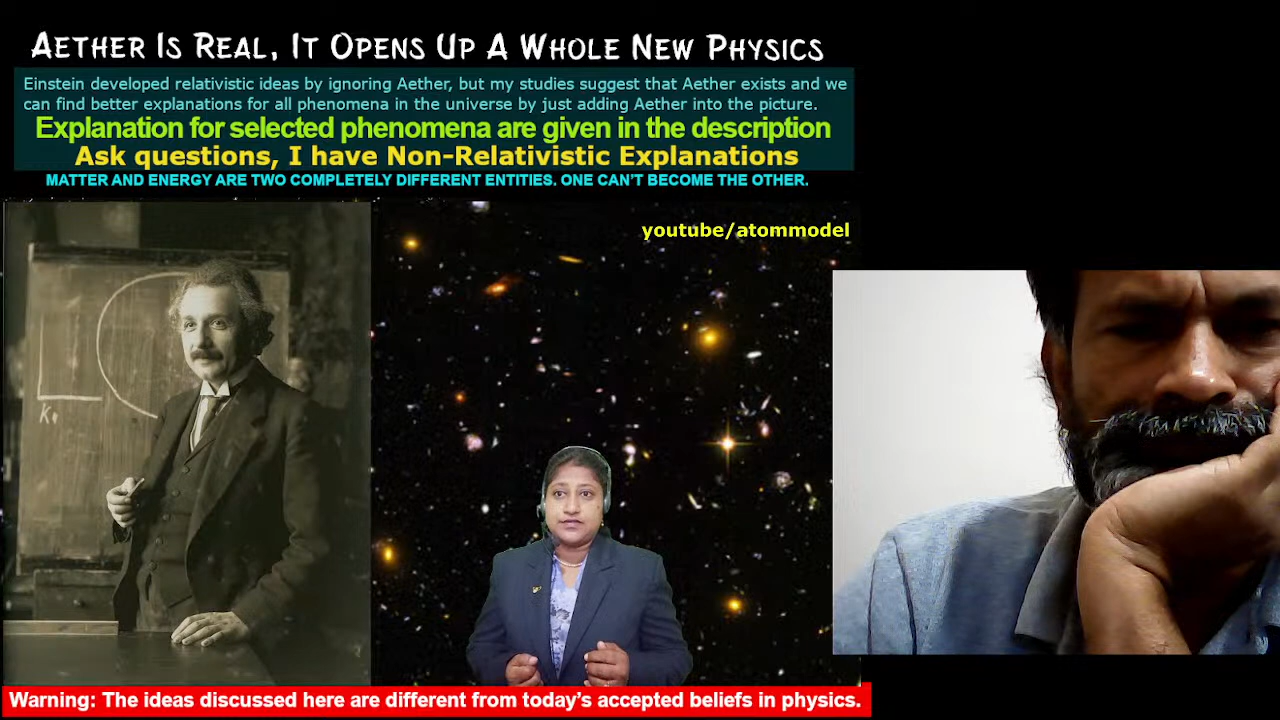 Aether Is Real, It Opens Up A Whole New Physics
Einstein developed relativistic ideas by ignoring Aether, but my studies suggest that Aether exists and we
can find better explanations for all phenomena in the universe by just adding Aether into the picture.
Explanation for selected phenomena are given in the description
Ask questions, I have Non-Relativistic Explanations
MATTER AND ENERGY ARE TWO COMPLETELY DIFFERENT ENTITIES. ONE CAN'T BECOME THE OTHER.
youtube/atommodel
Warning: The ideas discussed here are different from today's accepted beliefs in physics.